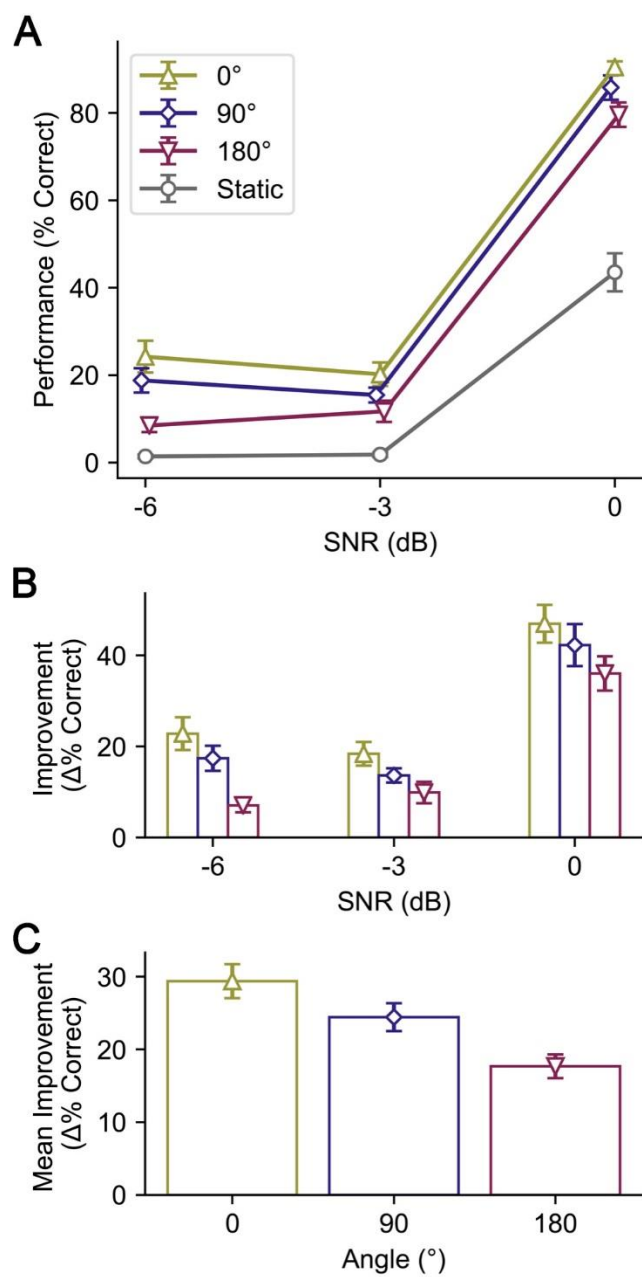 A
0°
90°
180°
Static
Performance (% Correct)
80
60
40
20
0
-6
-3
0
SNR (dB)
B
Improvement
(Δ% Correct)
40
20
0
-6
-3
0
SNR (dB)
C
Mean Improvement
(Δ% Correct)
30
20
10
0
0
90
180
Angle (°)